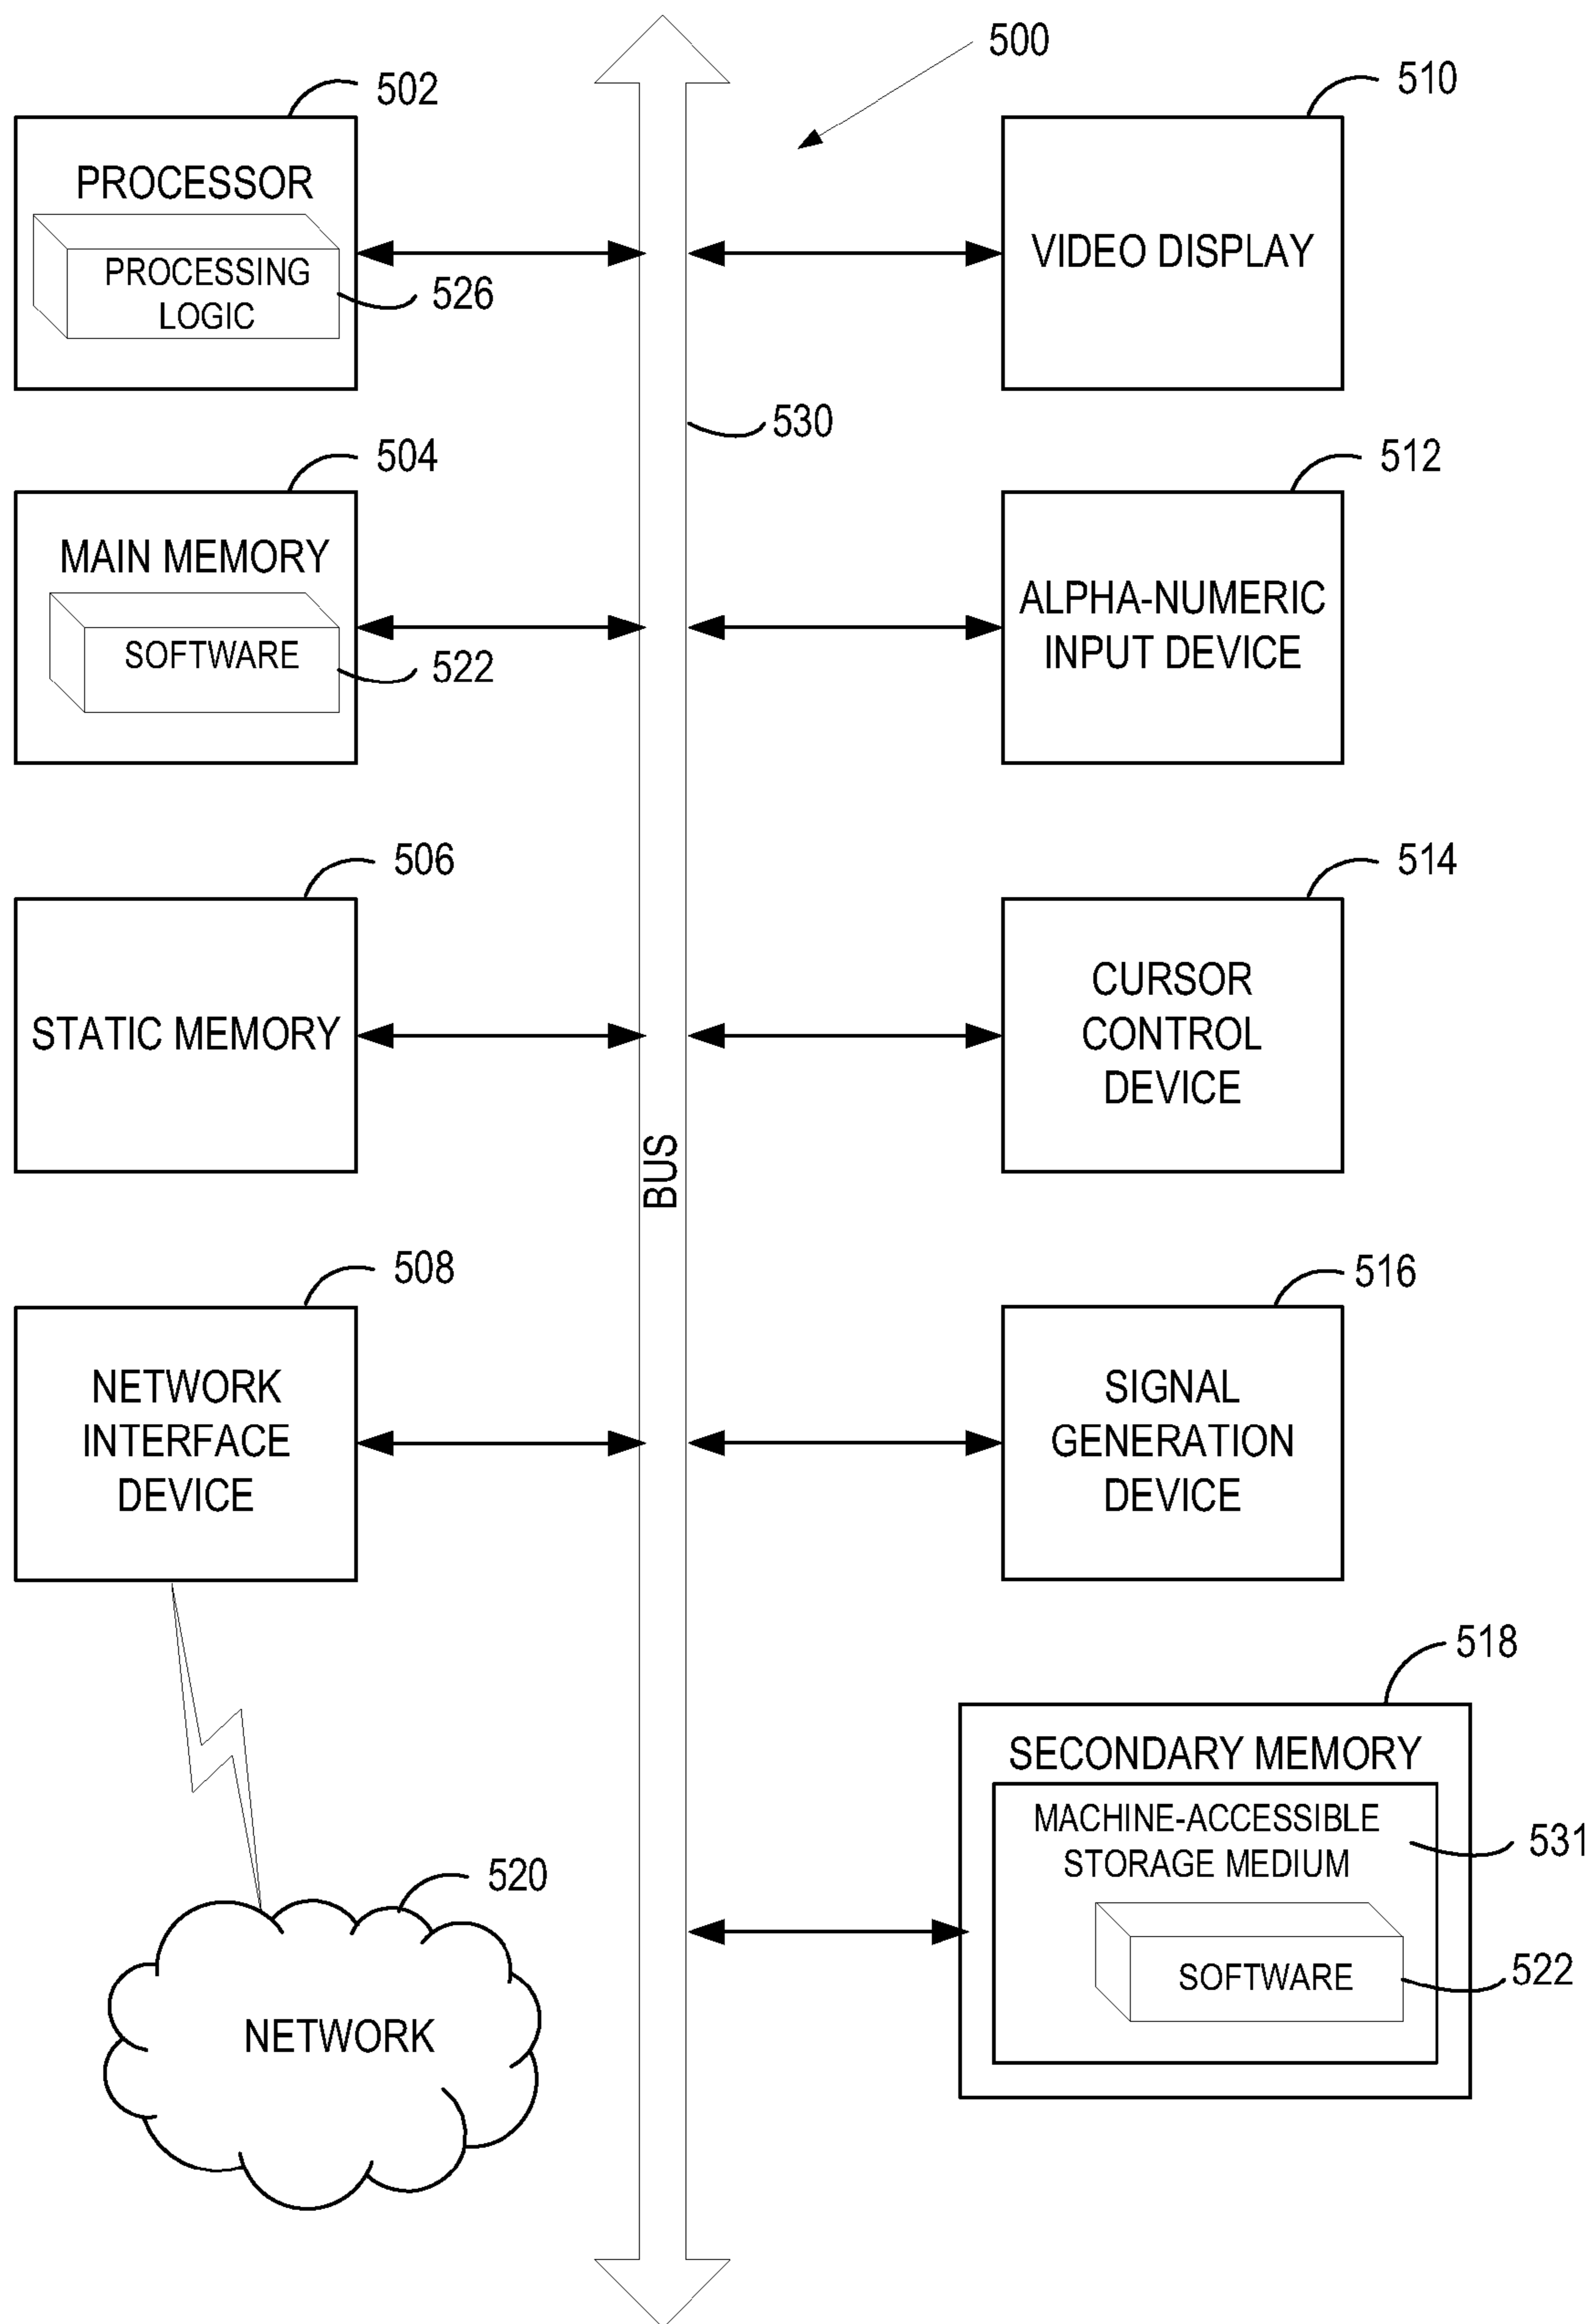 500
502
PROCESSOR
PROCESSING
LOGIC
526
510
VIDEO DISPLAY
530
504
MAIN MEMORY
SOFTWARE
522
512
ALPHA-NUMERIC
INPUT DEVICE
506
STATIC MEMORY
514
CURSOR
CONTROL
DEVICE
BUS
508
NETWORK
INTERFACE
DEVICE
516
SIGNAL
GENERATION
DEVICE
518
SECONDARY MEMORY
MACHINE-ACCESSIBLE
STORAGE MEDIUM
531
SOFTWARE
522
520
NETWORK